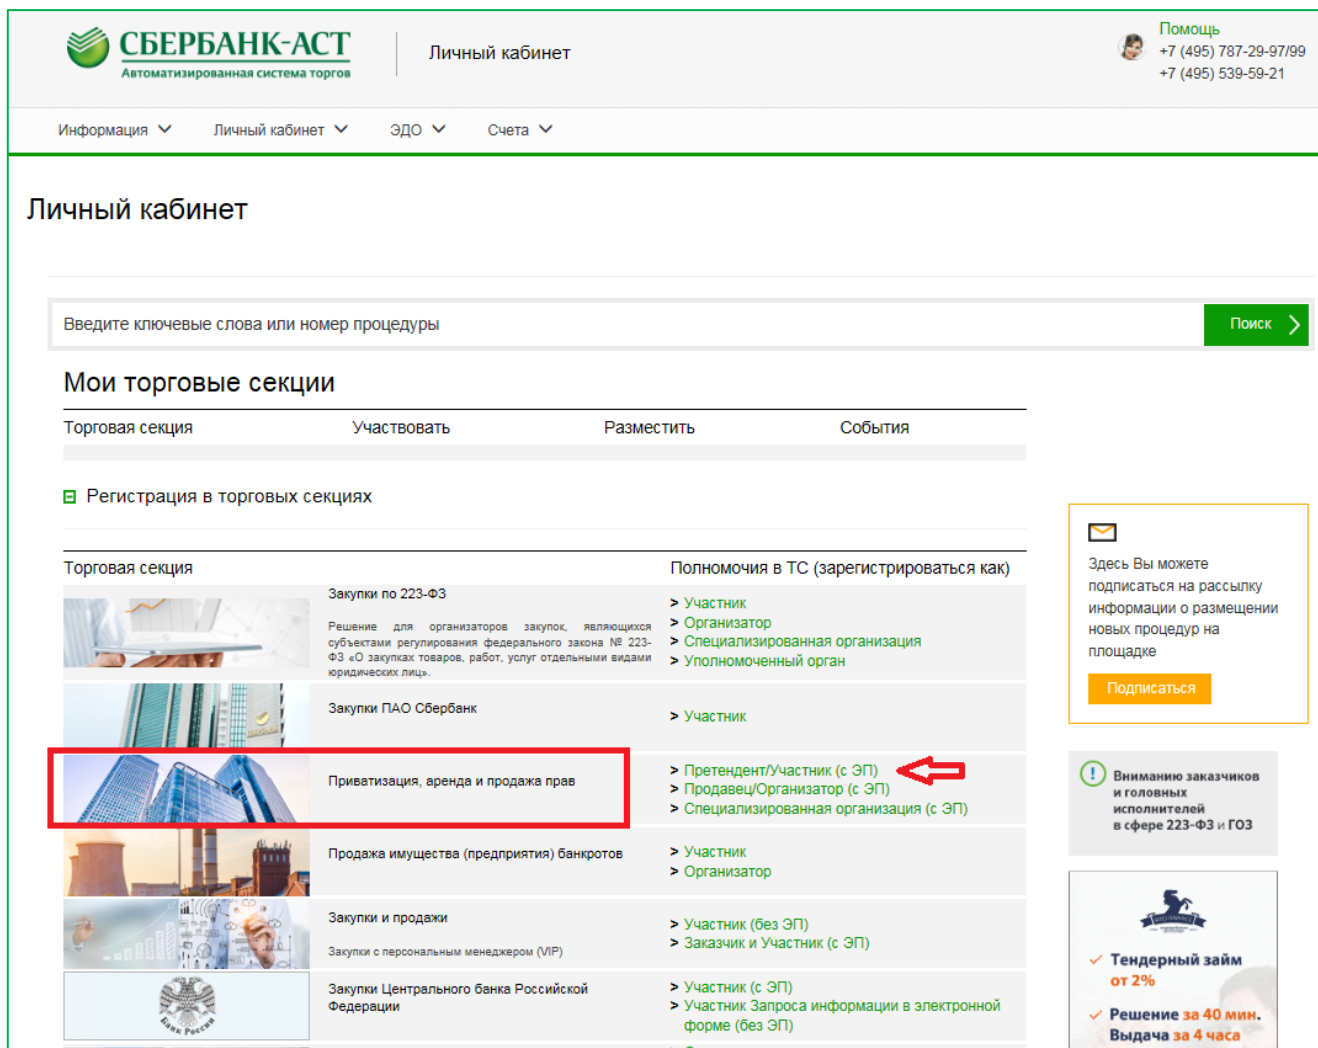 СБЕРБАНК-АСТ
Автоматизированная система торгов
Личный кабинет
Помощь
+7 (495) 787-29-97/99
+7 (495) 539-59-21
Информация
Личный кабинет
ЭДО
Счета
Личный кабинет
Введите ключевые слова или номер процедуры
Поиск
Мои торговые секции
Торговая секция
Участвовать
Разместить
События
Регистрация в торговых секциях
Торговая секция
Полномочия в ТС (зарегистрироваться как)
Закупки по 223-ФЗ
Решение для организаторов закупок, являющихся
субъектами регулирования федерального закона № 223-
ФЗ «О закупках товаров, работ, услуг отдельными видами
юридических лиц».
> Участник
> Организатор
> Специализированная организация
> Уполномоченный орган
Закупки ПАО Сбербанк
> Участник
Приватизация, аренда и продажа прав
> Претендент/Участник (с ЭП)
> Продавец/Организатор (с ЭП)
> Специализированная организация (с ЭП)
Продажа имущества (предприятия) банкротов
> Участник
> Организатор
Закупки и продажи
Закупки с персональным менеджером (VIP)
> Участник (без ЭП)
> Заказчик и Участник (с ЭП)
Банк России
Закупки Центрального банка Российской
Федерации
> Участник (с ЭП)
> Участник Запроса информации в электронной
форме (без ЭП)
Здесь Вы можете
подписаться на рассылку
информации о размещении
новых процедур на
площадке
Подписаться
Вниманию заказчиков
и головных
исполнителей
в сфере 223-ФЗ и ГОЗ
Тендерный займ
от 2%
Решение за 40 мин.
Выдача за 4 часа